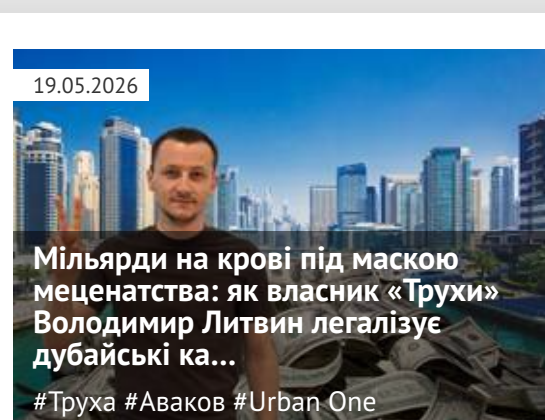 19.05.2026
Мільярди на крові під маскою
меценатства: як власник «Трухи»
Володимир Литвин легалізує
дубайські ка...
#Труха #Аваков #Urban One